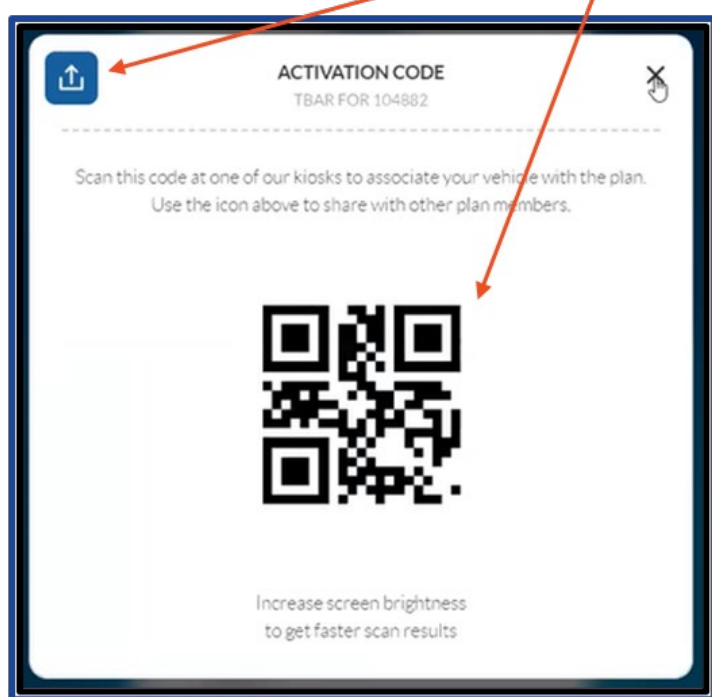 ACTIVATION CODE
TBAR FOR 104882
Scan this code at one of our kiosks to associate your vehicle with the plan.
Use the icon above to share with other plan members.
Increase screen brightness
to get faster scan results